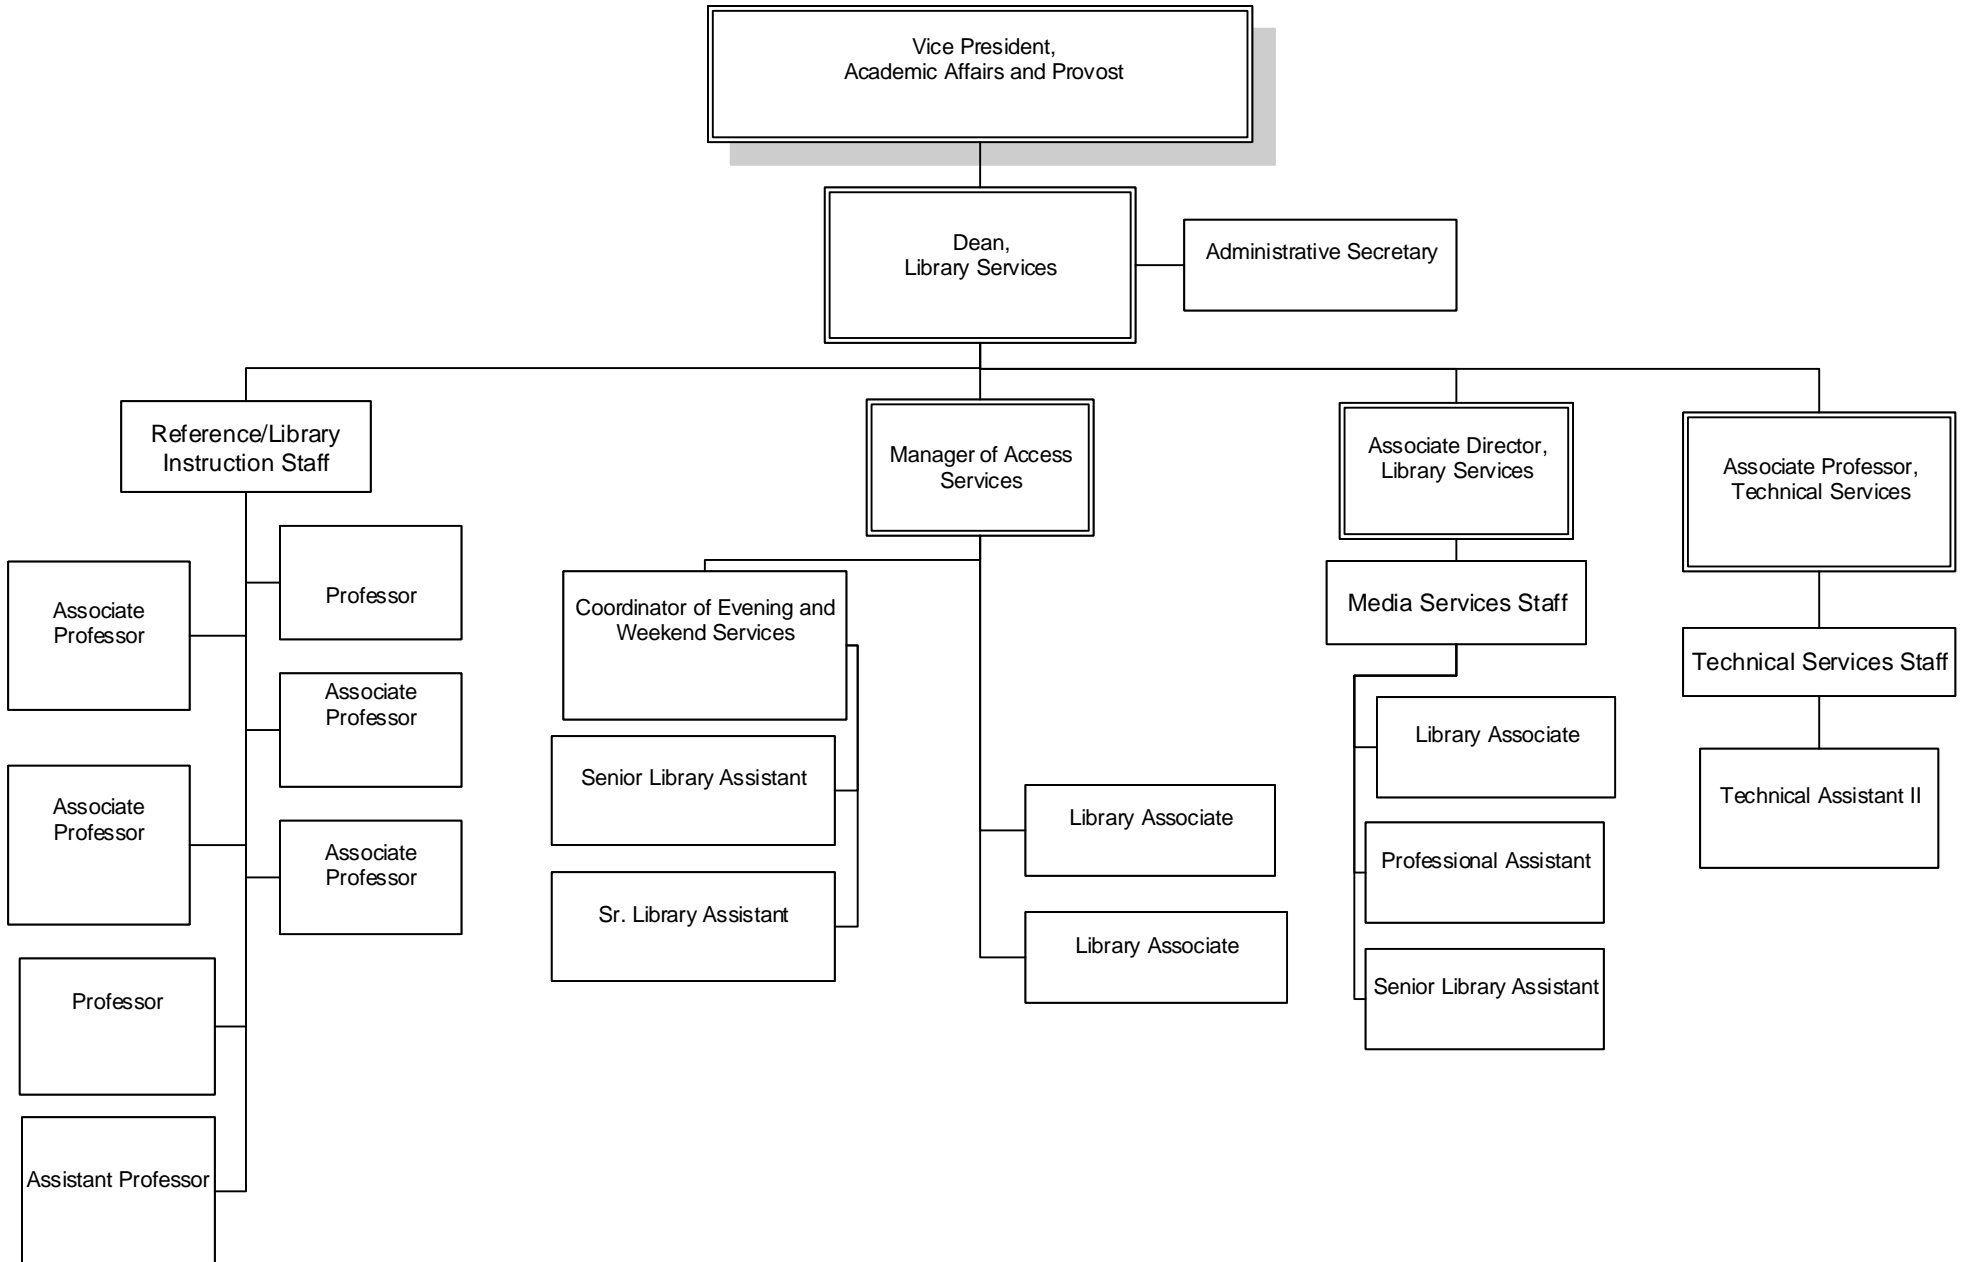 Vice President,
Academic Affairs and Provost
Dean,
Library Services
Administrative Secretary
Reference/Library
Instruction Staff
Manager of Access
Services
Associate Director,
Library Services
Associate Professor,
Technical Services
Professor
Associate
Professor
Associate
Professor
Associate
Professor
Associate
Professor
Professor
Assistant Professor
Coordinator of Evening and
Weekend Services
Senior Library Assistant
Sr. Library Assistant
Library Associate
Library Associate
Media Services Staff
Library Associate
Professional Assistant
Senior Library Assistant
Technical Services Staff
Technical Assistant II